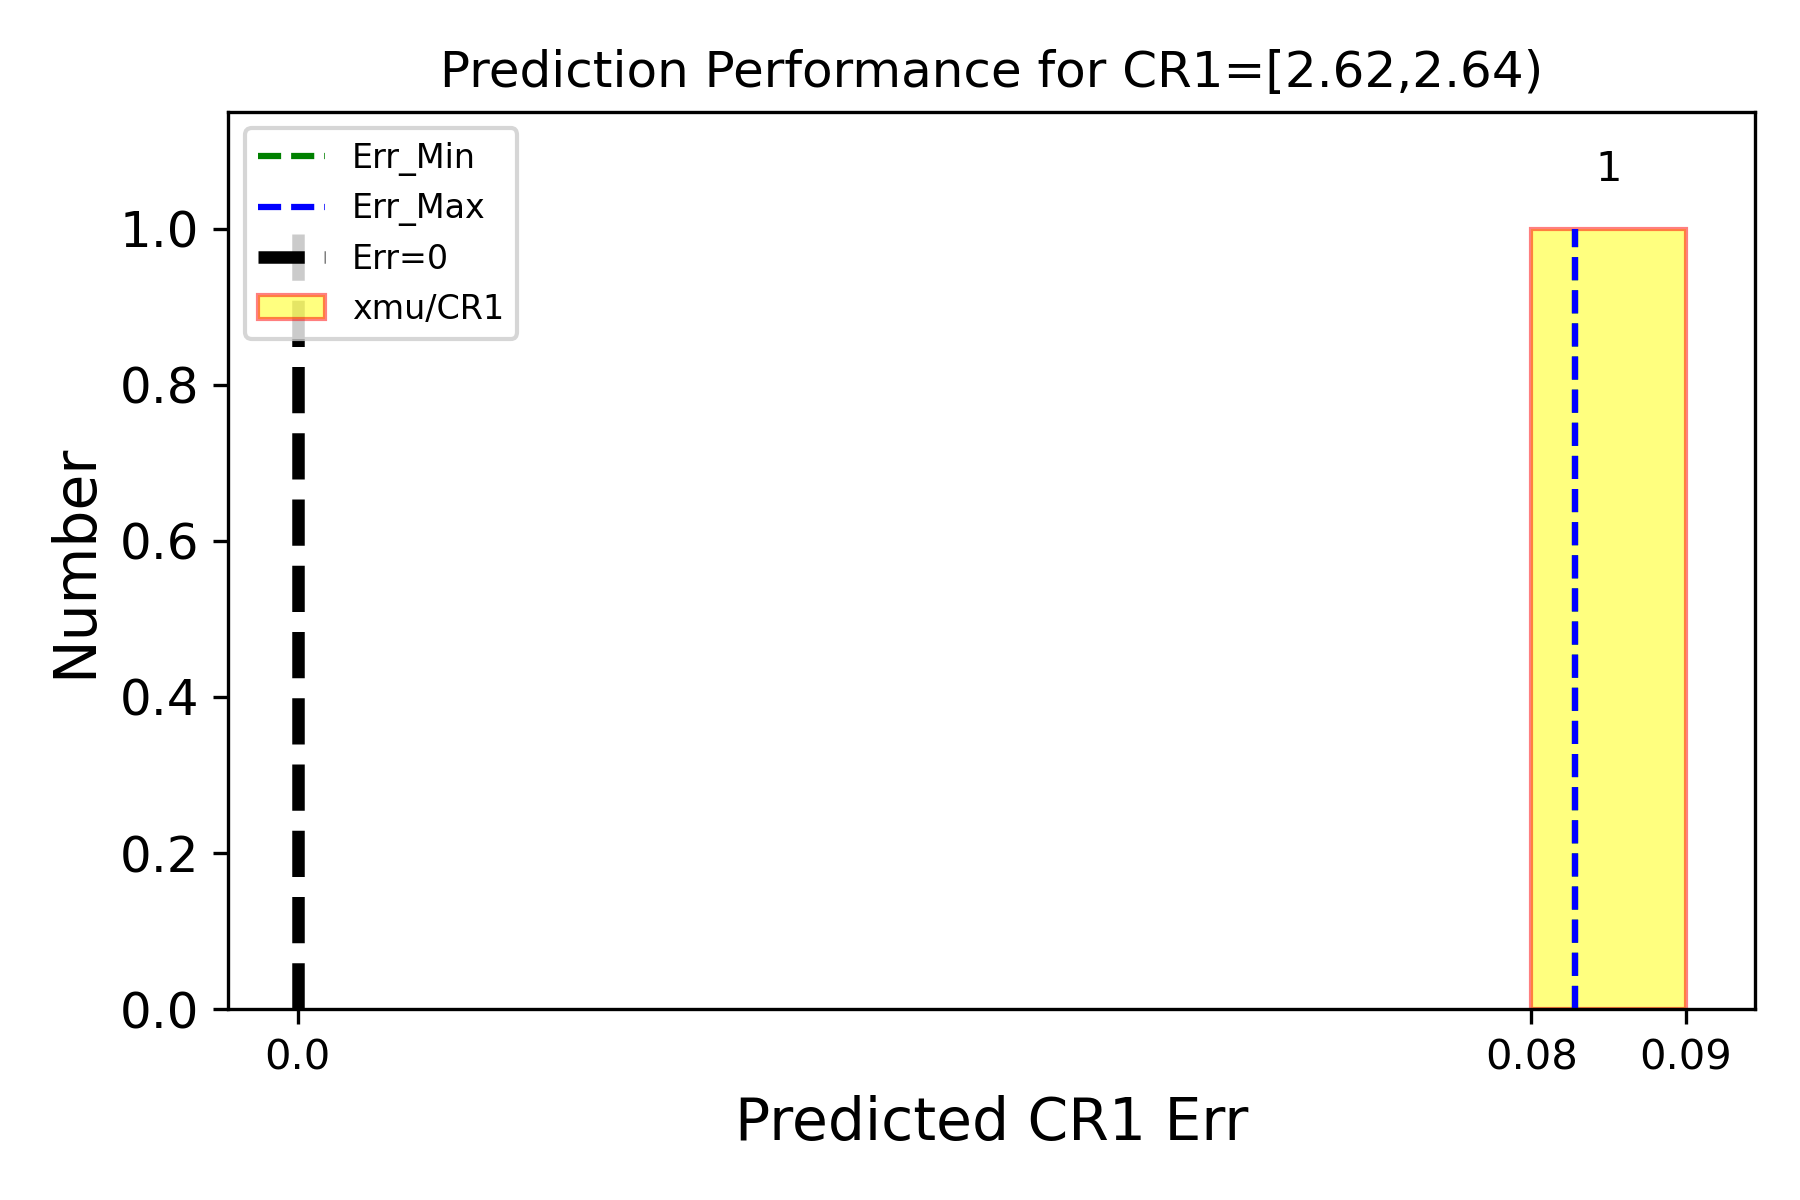 Prediction Performance for CR1=[2.62,2.64)
Err_Min
Err_Max
Err=0
xmu/CR1
1
1.0
0.8
0.6
0.4
0.2
0.0
Number
0.0
0.08
0.09
Predicted CR1 Err